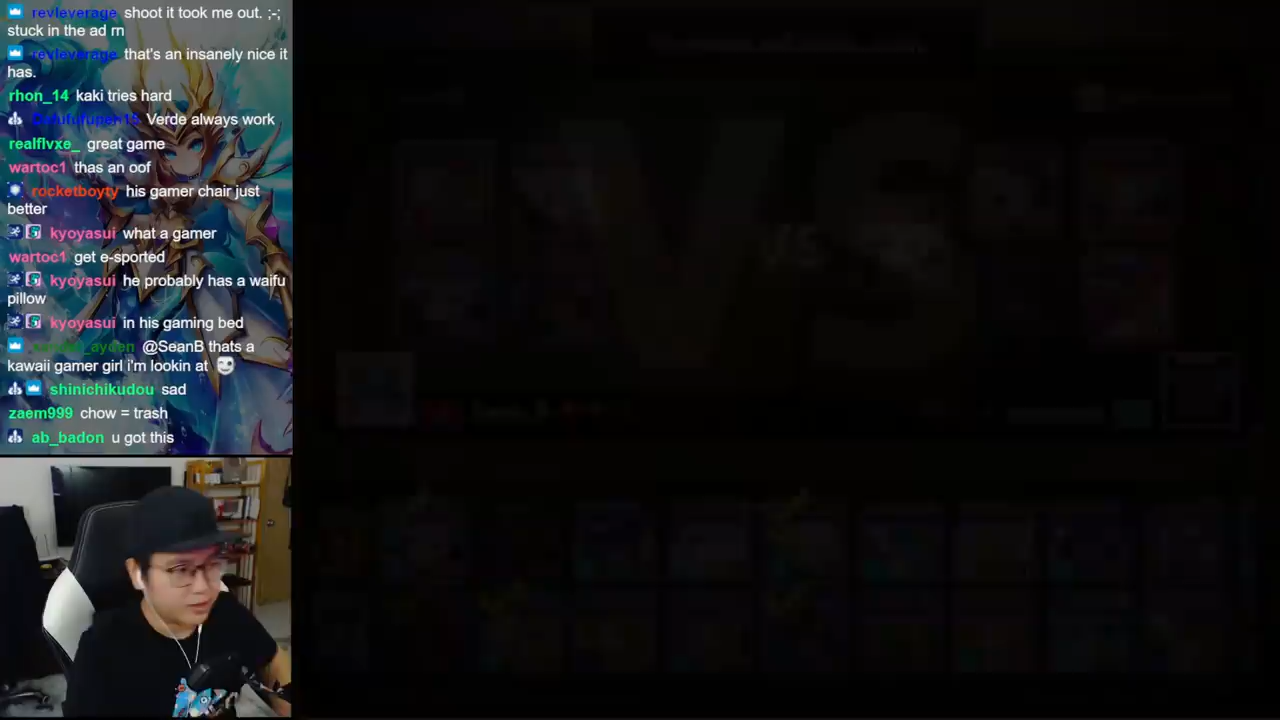 revleverage shoot it took me out. ;-;
stuck in the ad rn
revleverage that's an insanely nice it
has.
rhon_14 kaki tries hard
Verde always work
realflvxe_ great game
wartoc1 thas an oof
rocketboyty his gamer chair just
better
kyoyasui what a gamer
wartoc1 get e-sported
kyoyasui he probably has a waifu
pillow
kyoyasui in his gaming bed
ayden @SeanB thats a
kawaii gamer girl i'm lookin at
shinichikudou sad
zaem999 chow = trash
ab_badon u got this
VS